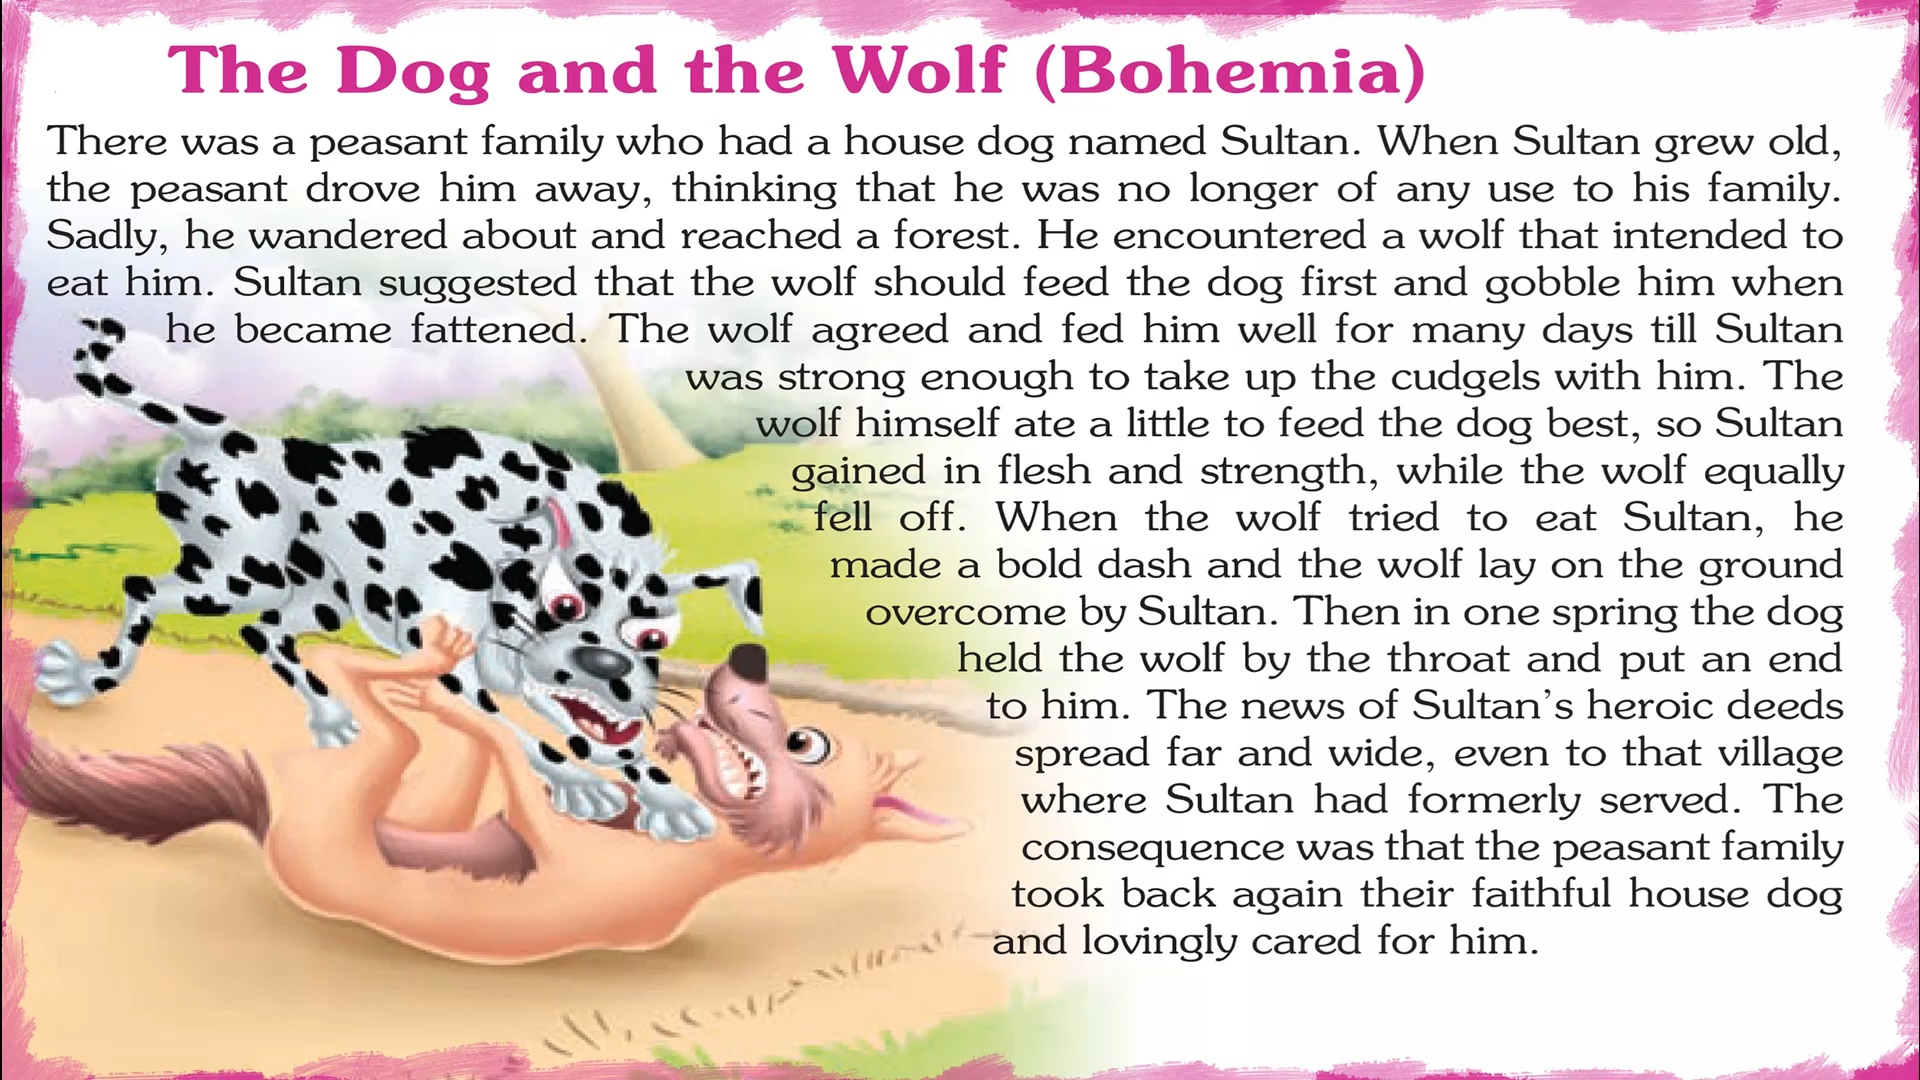 The Dog and the Wolf (Bohemia)
There was a peasant family who had a house dog named Sultan. When Sultan grew old,
the peasant drove him away, thinking that he was no longer of any use to his family.
Sadly, he wandered about and reached a forest. He encountered a wolf that intended to
eat him. Sultan suggested that the wolf should feed the dog first and gobble him when
he became fattened. The wolf agreed and fed him well for many days till Sultan
was strong enough to take up the cudgels with him. The
wolf himself ate a little to feed the dog best, so Sultan
gained in flesh and strength, while the wolf equally
fell off. When the wolf tried to eat Sultan, he
made a bold dash and the wolf lay on the ground
overcome by Sultan. Then in one spring the dog
held the wolf by the throat and put an end
to him. The news of Sultan’s heroic deeds
spread far and wide, even to that village
where Sultan had formerly served. The
consequence was that the peasant family
took back again their faithful house dog
and lovingly cared for him.